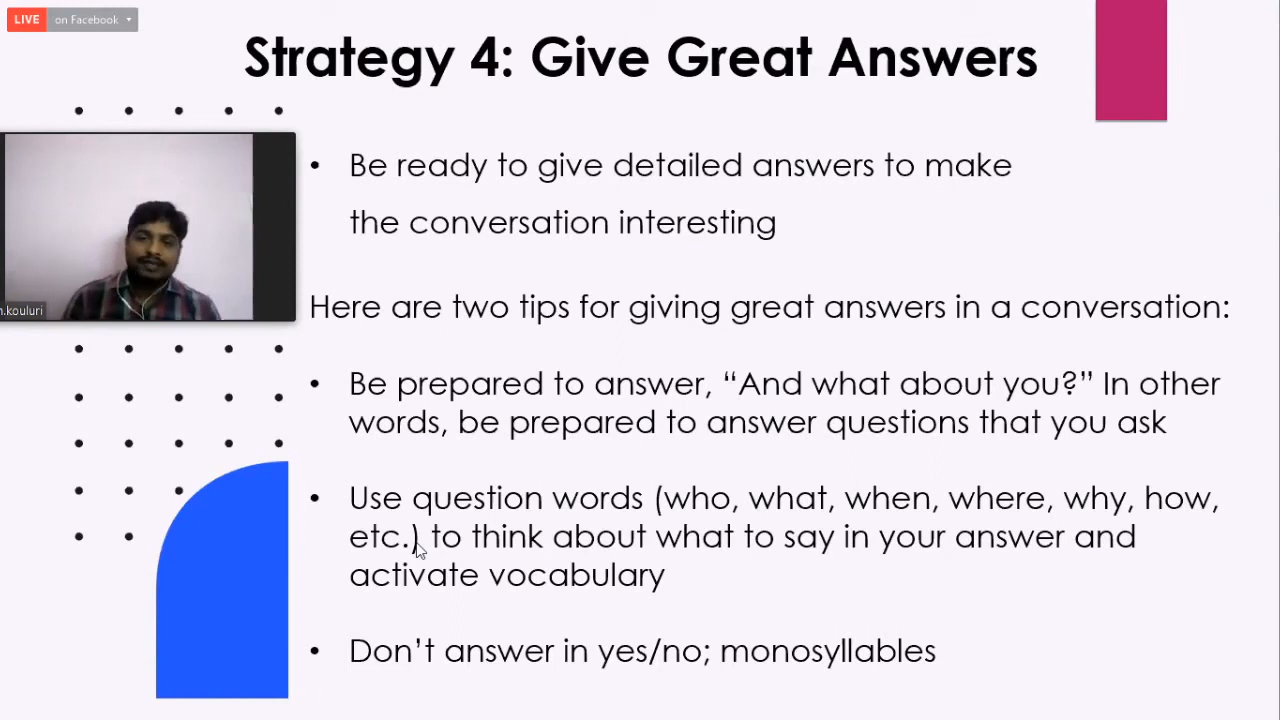 LIVE on Facebook
Strategy 4: Give Great Answers
• Be ready to give detailed answers to make
the conversation interesting
n.kouluri
Here are two tips for giving great answers in a conversation:
• Be prepared to answer, “And what about you?” In other
words, be prepared to answer questions that you ask
• Use question words (who, what, when, where, why, how,
etc.) to think about what to say in your answer and
activate vocabulary
• Don’t answer in yes/no; monosyllables